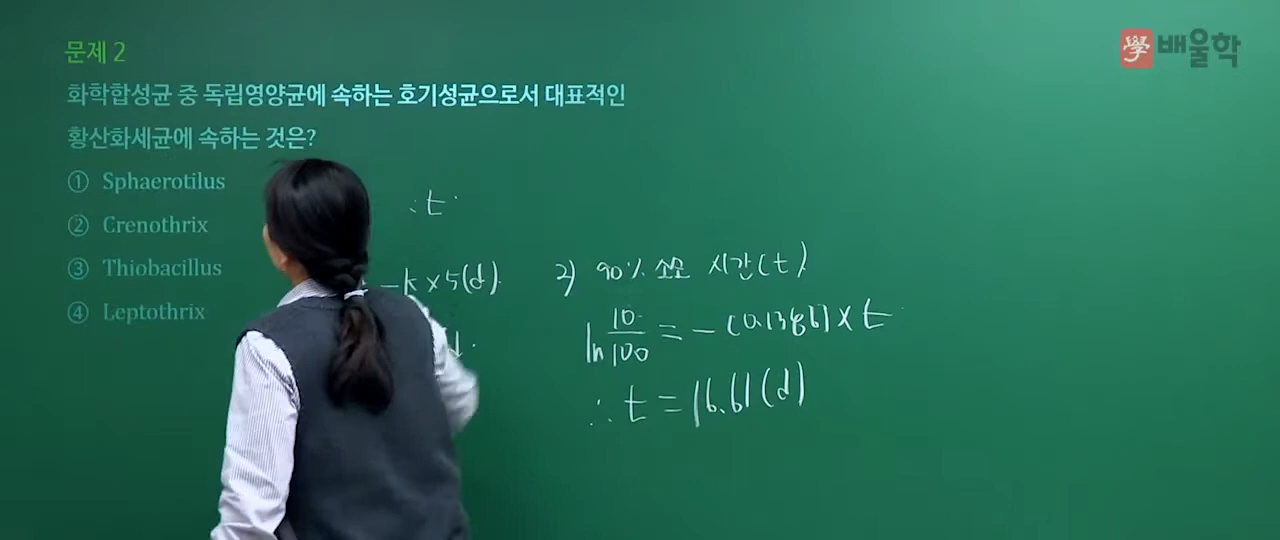 문제 2
화학합성균 중 독립영양균에 속하는 호기성균으로서 대표적인
황산화세균에 속하는 것은?
① Sphaerotilus
② Crenothrix
③ Thiobacillus
④ Leptothrix
學 배울학
t
-k × 5(d)
2) 90% 소모 시간(t)
ln 10/100 = -(0.1386) × t
∴ t = 16.61(d)